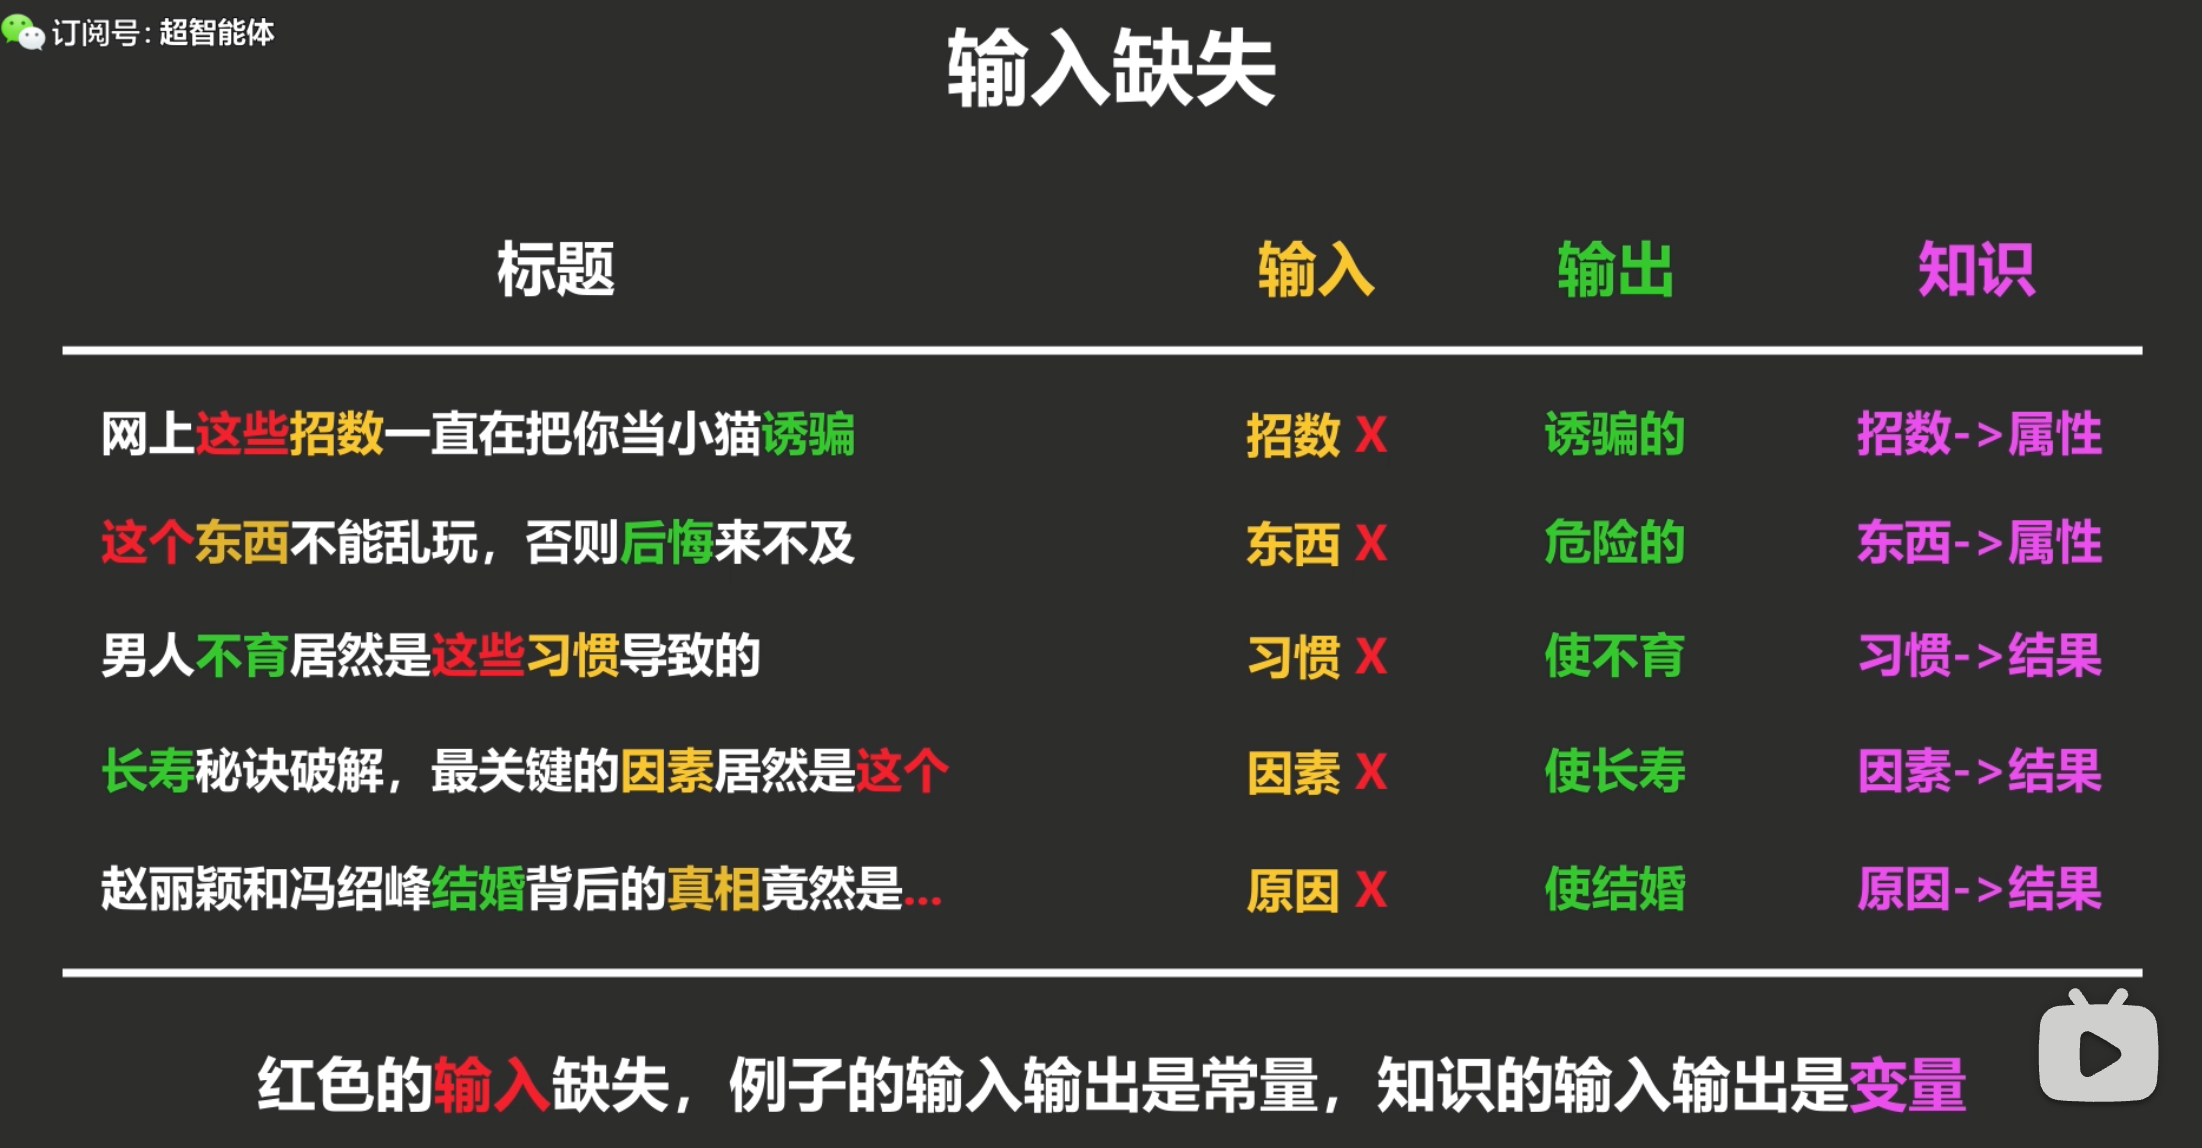 订阅号: 超智能体
输入缺失
标题 输入 输出 知识
网上这些招数一直在把你当小猫诱骗 招数 X 诱骗的 招数->属性
这个东西不能乱玩，否则后悔来不及 东西 X 危险的 东西->属性
男人不育居然是这些习惯导致的 习惯 X 使不育 习惯->结果
长寿秘诀破解，最关键的因素居然是这个 因素 X 使长寿 因素->结果
赵丽颖和冯绍峰结婚背后的真相竟然是... 原因 X 使结婚 原因->结果
红色的输入缺失，例子的输入输出是常量，知识的输入输出是变量